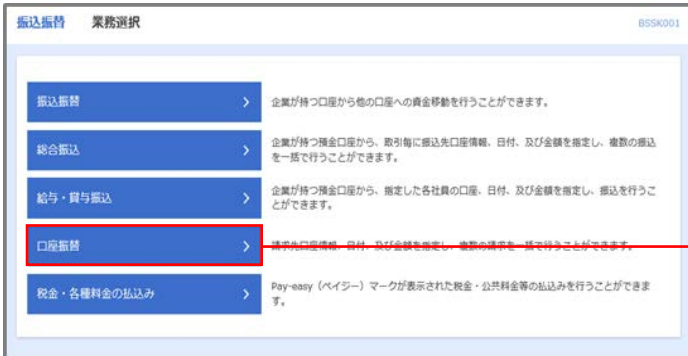 振込振替 業務選択 BSSK001
振込振替 企業が持つ口座から他の口座への資金移動を行うことができます。
総合振込 企業が持つ預金口座から、取引毎に振込先口座情報、日付、及び金額を指定し、複数の振込
を一括で行うことができます。
給与・賞与振込 企業が持つ預金口座から、指定した各社員の口座、日付、及び金額を指定し、振込を行うこ
とができます。
口座振替 請求先口座情報、日付、及び金額を指定し、複数の請求を一括で行うことができます。
税金・各種料金の払込み Pay-easy（ペイジー）マークが表示された税金・公共料金等の払込みを行うことができま
す。